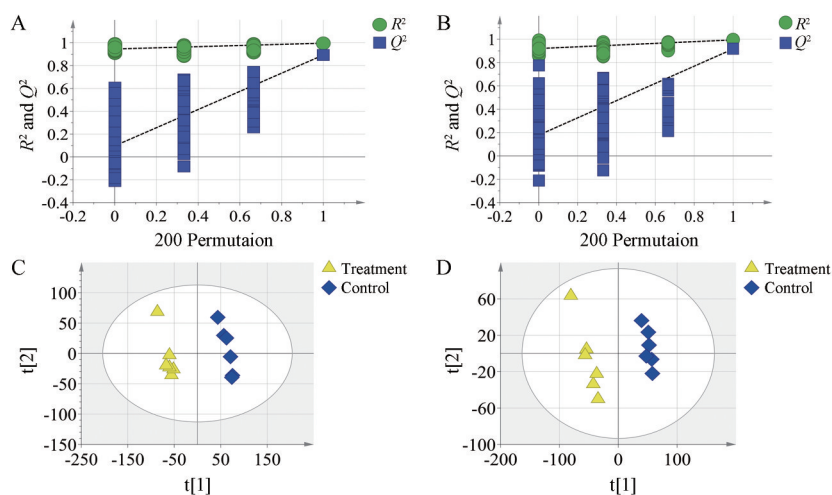 A
B
R²
Q²
R²
Q²
R² and Q²
1
0.8
0.6
0.4
0.2
0
-0.2
-0.4
-0.2 0 0.2 0.4 0.6 0.8 1
200 Permutaion
R² and Q²
1
0.8
0.6
0.4
0.2
0
-0.2
-0.4
-0.2 0 0.2 0.4 0.6 0.8 1
200 Permutaion
C
Treatment
Control
t[2]
100
50
0
-50
-100
-150
-250 -150 -50 50 150 250
t[1]
D
Treatment
Control
t[2]
60
20
-20
-60
-100
-200 -100 0 100
t[1]